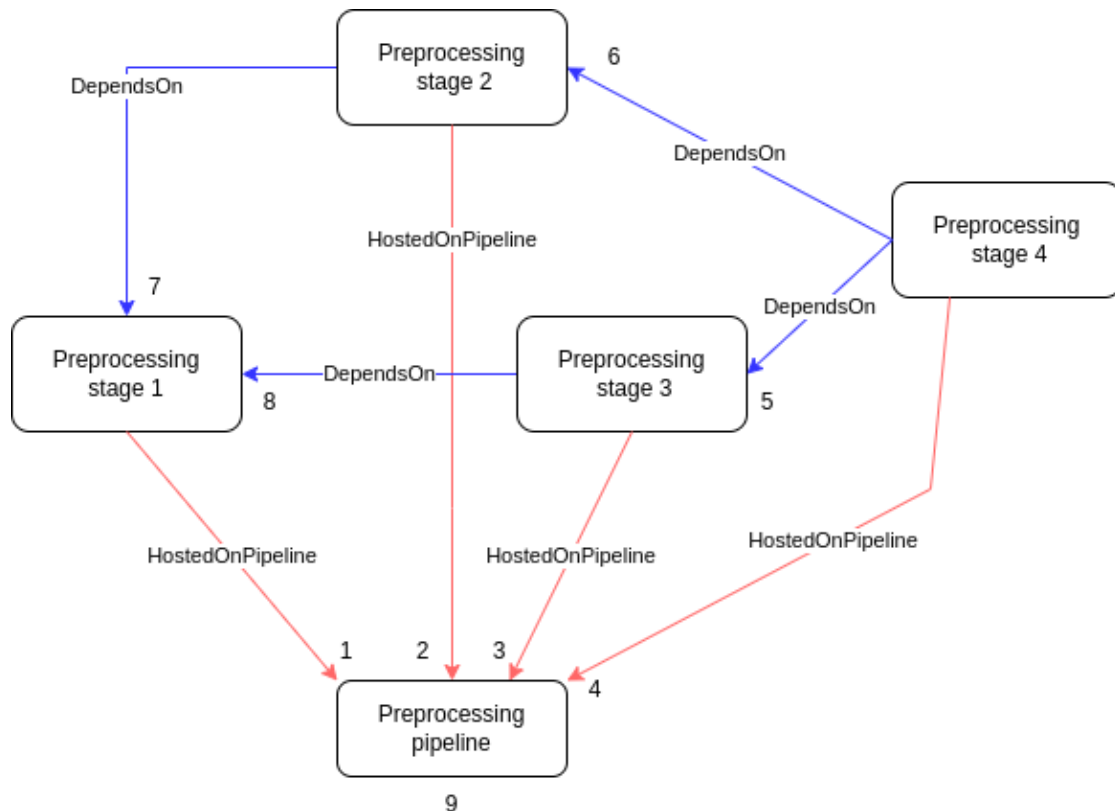 Preprocessing
stage 2
6
DependsOn
DependsOn
Preprocessing
stage 4
HostedOnPipeline
7
DependsOn
Preprocessing
stage 1
8
DependsOn
Preprocessing
stage 3
5
HostedOnPipeline
HostedOnPipeline
HostedOnPipeline
1
2
3
4
Preprocessing
pipeline
9